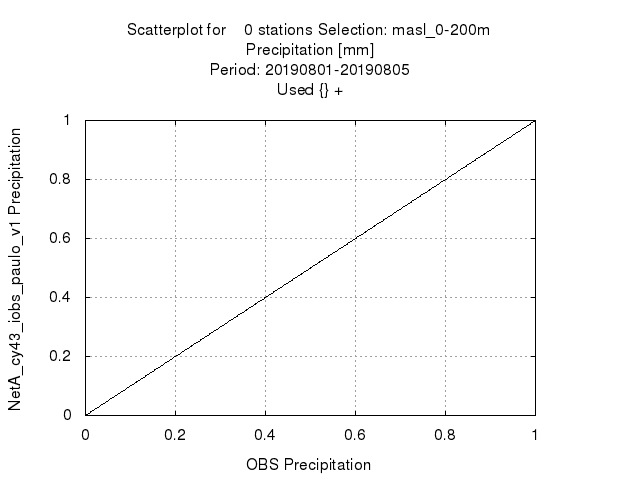 Scatterplot for    0 stations Selection: masl_0-200m
Precipitation [mm]
Period: 20190801-20190805
Used {} +
NetA_cy43_iobs_paulo_v1 Precipitation
1
0.8
0.6
0.4
0.2
0
0 0.2 0.4 0.6 0.8 1
OBS Precipitation